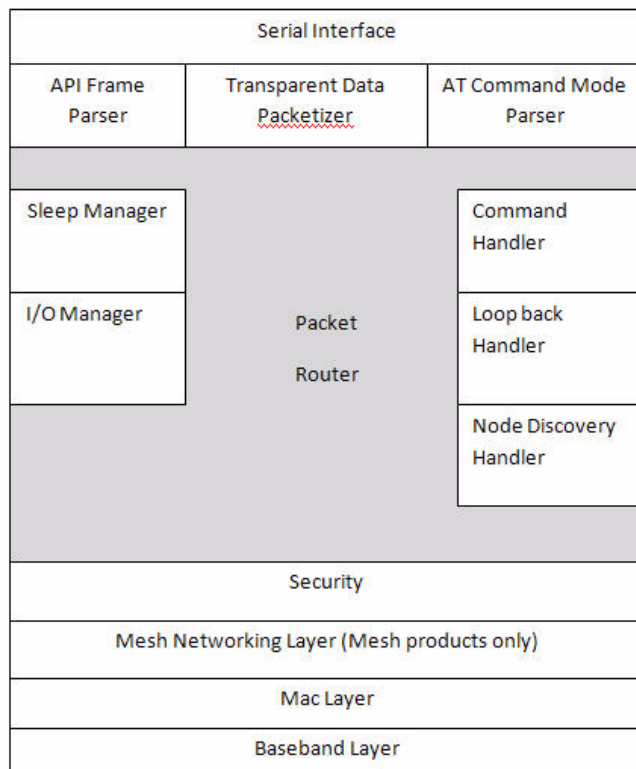 Serial Interface
API Frame
Parser
Transparent Data
Packetizer
AT Command Mode
Parser
Sleep Manager
I/O Manager
Packet
Router
Command
Handler
Loop back
Handler
Node Discovery
Handler
Security
Mesh Networking Layer (Mesh products only)
Mac Layer
Baseband Layer